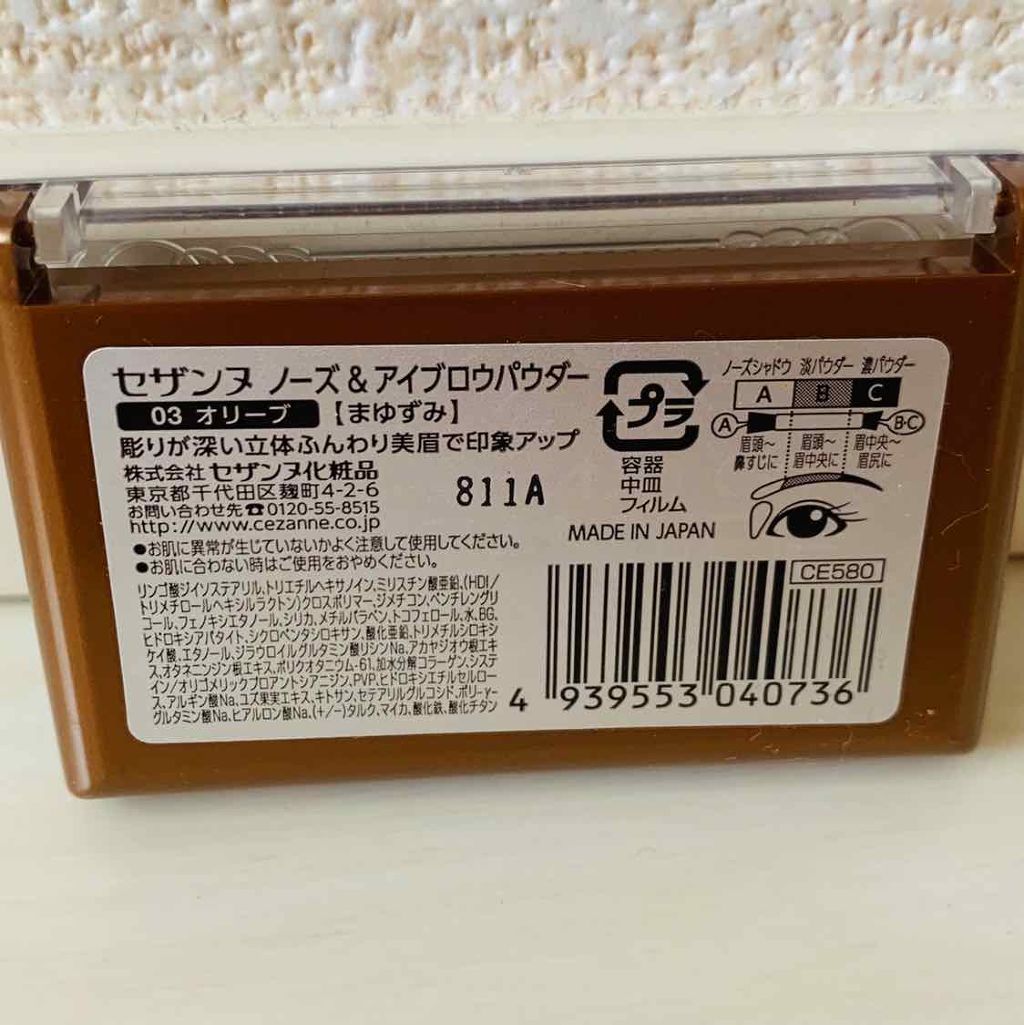 セザンヌ ノーズ＆アイブロウパウダー
03 オリーブ 【まゆずみ】
彫りが深い立体ふんわり美眉で印象アップ
株式会社 セザンヌ化粧品
東京都千代田区麹町4-2-6
お問い合わせ先☎0120-55-8515
http://www.cezanne.co.jp
811A
●お肌に異常が生じていないかよく注意して使用してください。
●お肌に合わない時はご使用をおやめください。
リンゴ酸ジイソステアリル,トリエチルヘキサノイン,ミリスチン酸亜鉛,(HDI/
トリメチロールヘキシルラクトン)クロスポリマー,ジメチコン,ペンチレングリ
コール,フェノキシエタノール,シリカ,メチルパラベン,トコフェロール,水,BG,
ヒドロキシアパタイト,シクロペンタシロキサン,酸化亜鉛,トリメチルシロキシ
ケイ酸,エタノール,ジラウロイルグルタミン酸リシンNa,アカヤジオウ根エキ
ス,オタネニンジン根エキス,ポリクオタニウム-61,加水分解コラーゲン,システ
イン/オリゴメリックプロアントシアニジン,PVP,ヒドロキシエチルセルロー
ス,アルギン酸Na,ユズ果実エキス,キトサン,セテアリルグルコシド,ポリ-γ-
グルタミン酸Na,ヒアルロン酸Na,(+/-)タルク,マイカ,酸化鉄,酸化チタン
プラ
容器
中皿
フィルム
MADE IN JAPAN
ノーズシャドウ 淡パウダー 濃パウダー
A B C
A B・C
眉頭～ 眉頭～ 眉中央～
鼻すじに 眉中央に 眉尻に
CE580
4 939553 040736